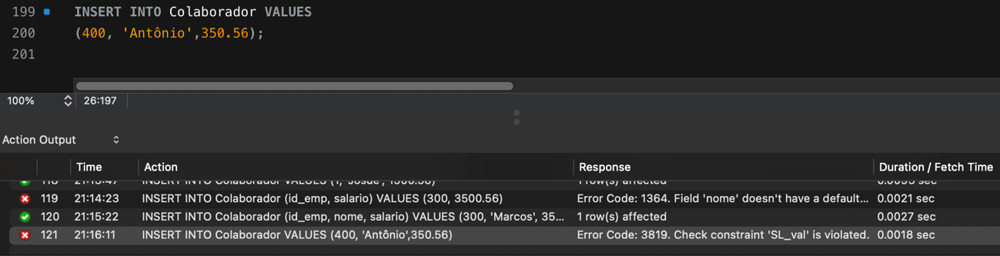 199 INSERT INTO Colaborador VALUES
200 (400, 'Antônio',350.56);
201
100% 26:197
Action Output
Time Action Response Duration / Fetch Time
118 21:13:47 INSERT INTO Colaborador VALUES (1, 'Josué', 1500.56) 1 row(s) affected 0.0093 sec
119 21:14:23 INSERT INTO Colaborador (id_emp, salario) VALUES (300, 3500.56) Error Code: 1364. Field 'nome' doesn't have a default... 0.0021 sec
120 21:15:22 INSERT INTO Colaborador (id_emp, nome, salario) VALUES (300, 'Marcos', 35... 1 row(s) affected 0.0027 sec
121 21:16:11 INSERT INTO Colaborador VALUES (400, 'Antônio',350.56) Error Code: 3819. Check constraint 'SL_val' is violated. 0.0018 sec